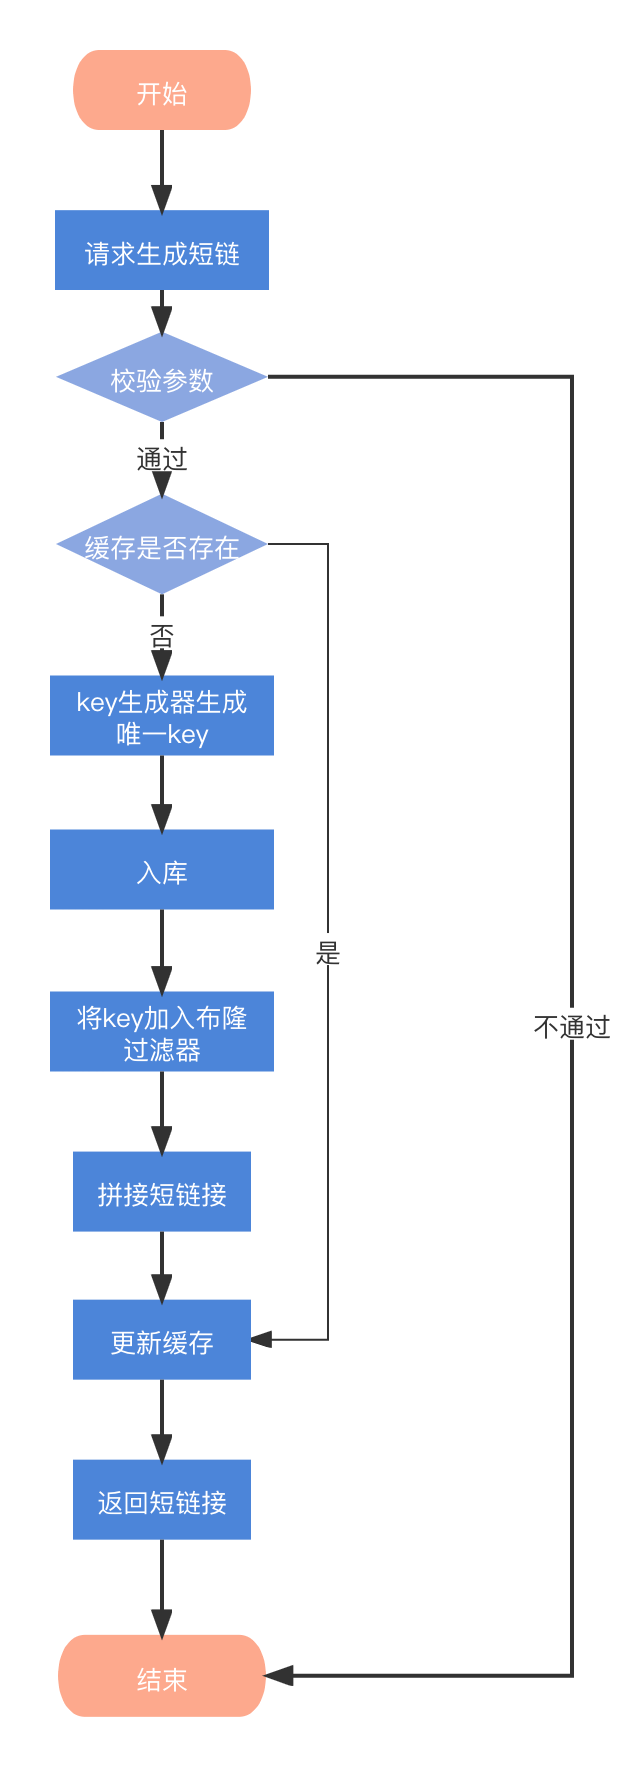 开始
请求生成短链
校验参数
通过
缓存是否存在
否
key生成器生成
唯一key
入库
是
将key加入布隆
过滤器
不通过
拼接短链接
更新缓存
返回短链接
结束